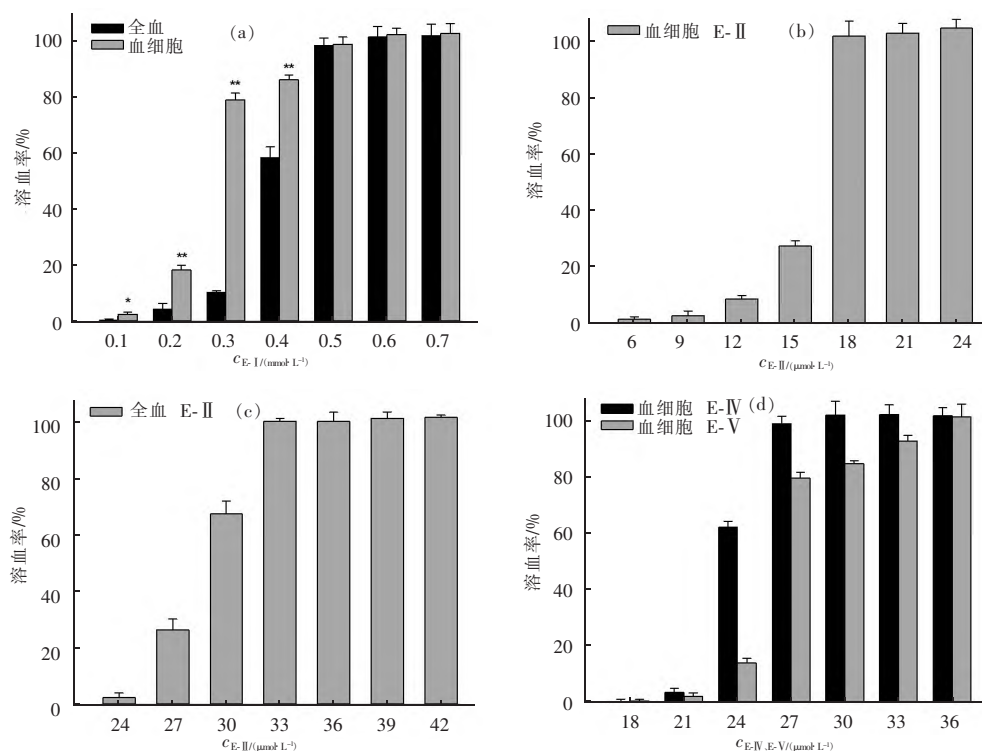 全血
血细胞
(a)
溶血率/%
100
80
60
40
20
0
*
**
**
**
0.1 0.2 0.3 0.4 0.5 0.6 0.7
cE-Ⅰ/(mmol·L⁻¹)
血细胞 E-Ⅱ (b)
溶血率/%
100
80
60
40
20
0
6 9 12 15 18 21 24
cE-Ⅱ/(μmol·L⁻¹)
全血 E-Ⅱ (c)
溶血率/%
100
80
60
40
20
0
24 27 30 33 36 39 42
cE-Ⅱ/(μmol·L⁻¹)
血细胞 E-Ⅳ (d)
血细胞 E-Ⅴ
溶血率/%
100
80
60
40
20
0
18 21 24 27 30 33 36
cE-Ⅳ,E-Ⅴ/(μmol·L⁻¹)